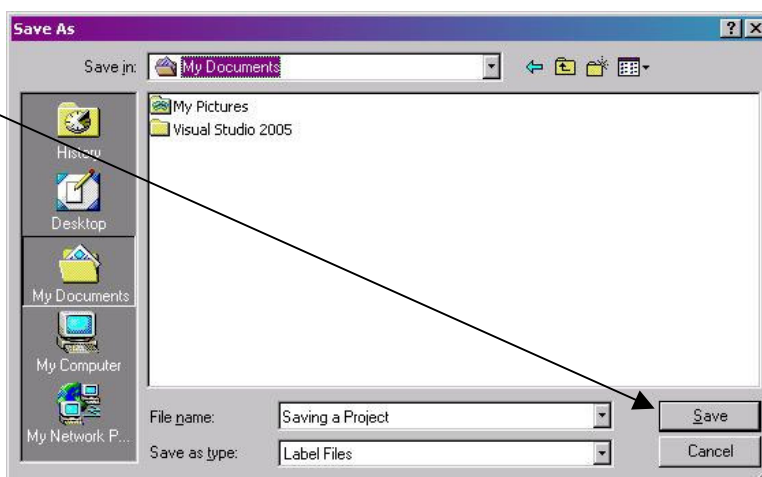 Save As
Save in: My Documents
My Pictures
Visual Studio 2005
History
Desktop
My Documents
My Computer
My Network P...
File name: Saving a Project
Save
Save as type: Label Files
Cancel